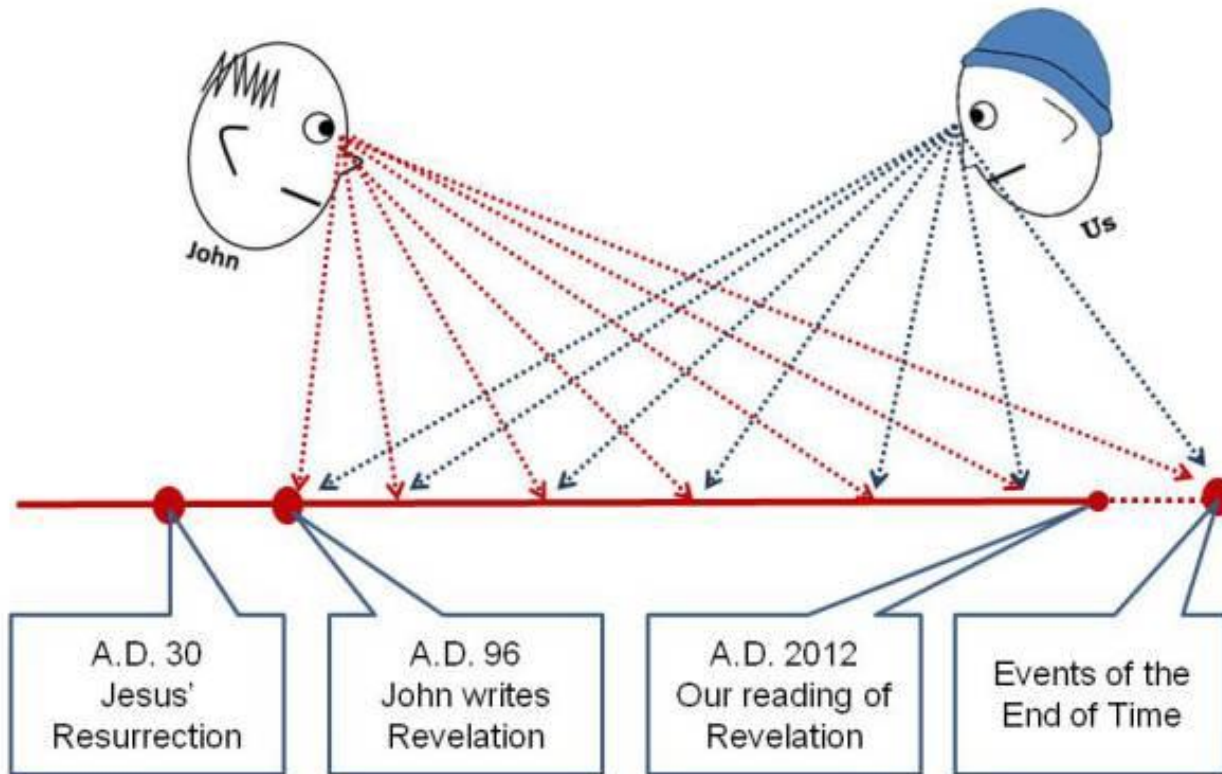 John
Us
A.D. 30
Jesus'
Resurrection
A.D. 96
John writes
Revelation
A.D. 2012
Our reading of
Revelation
Events of the
End of Time